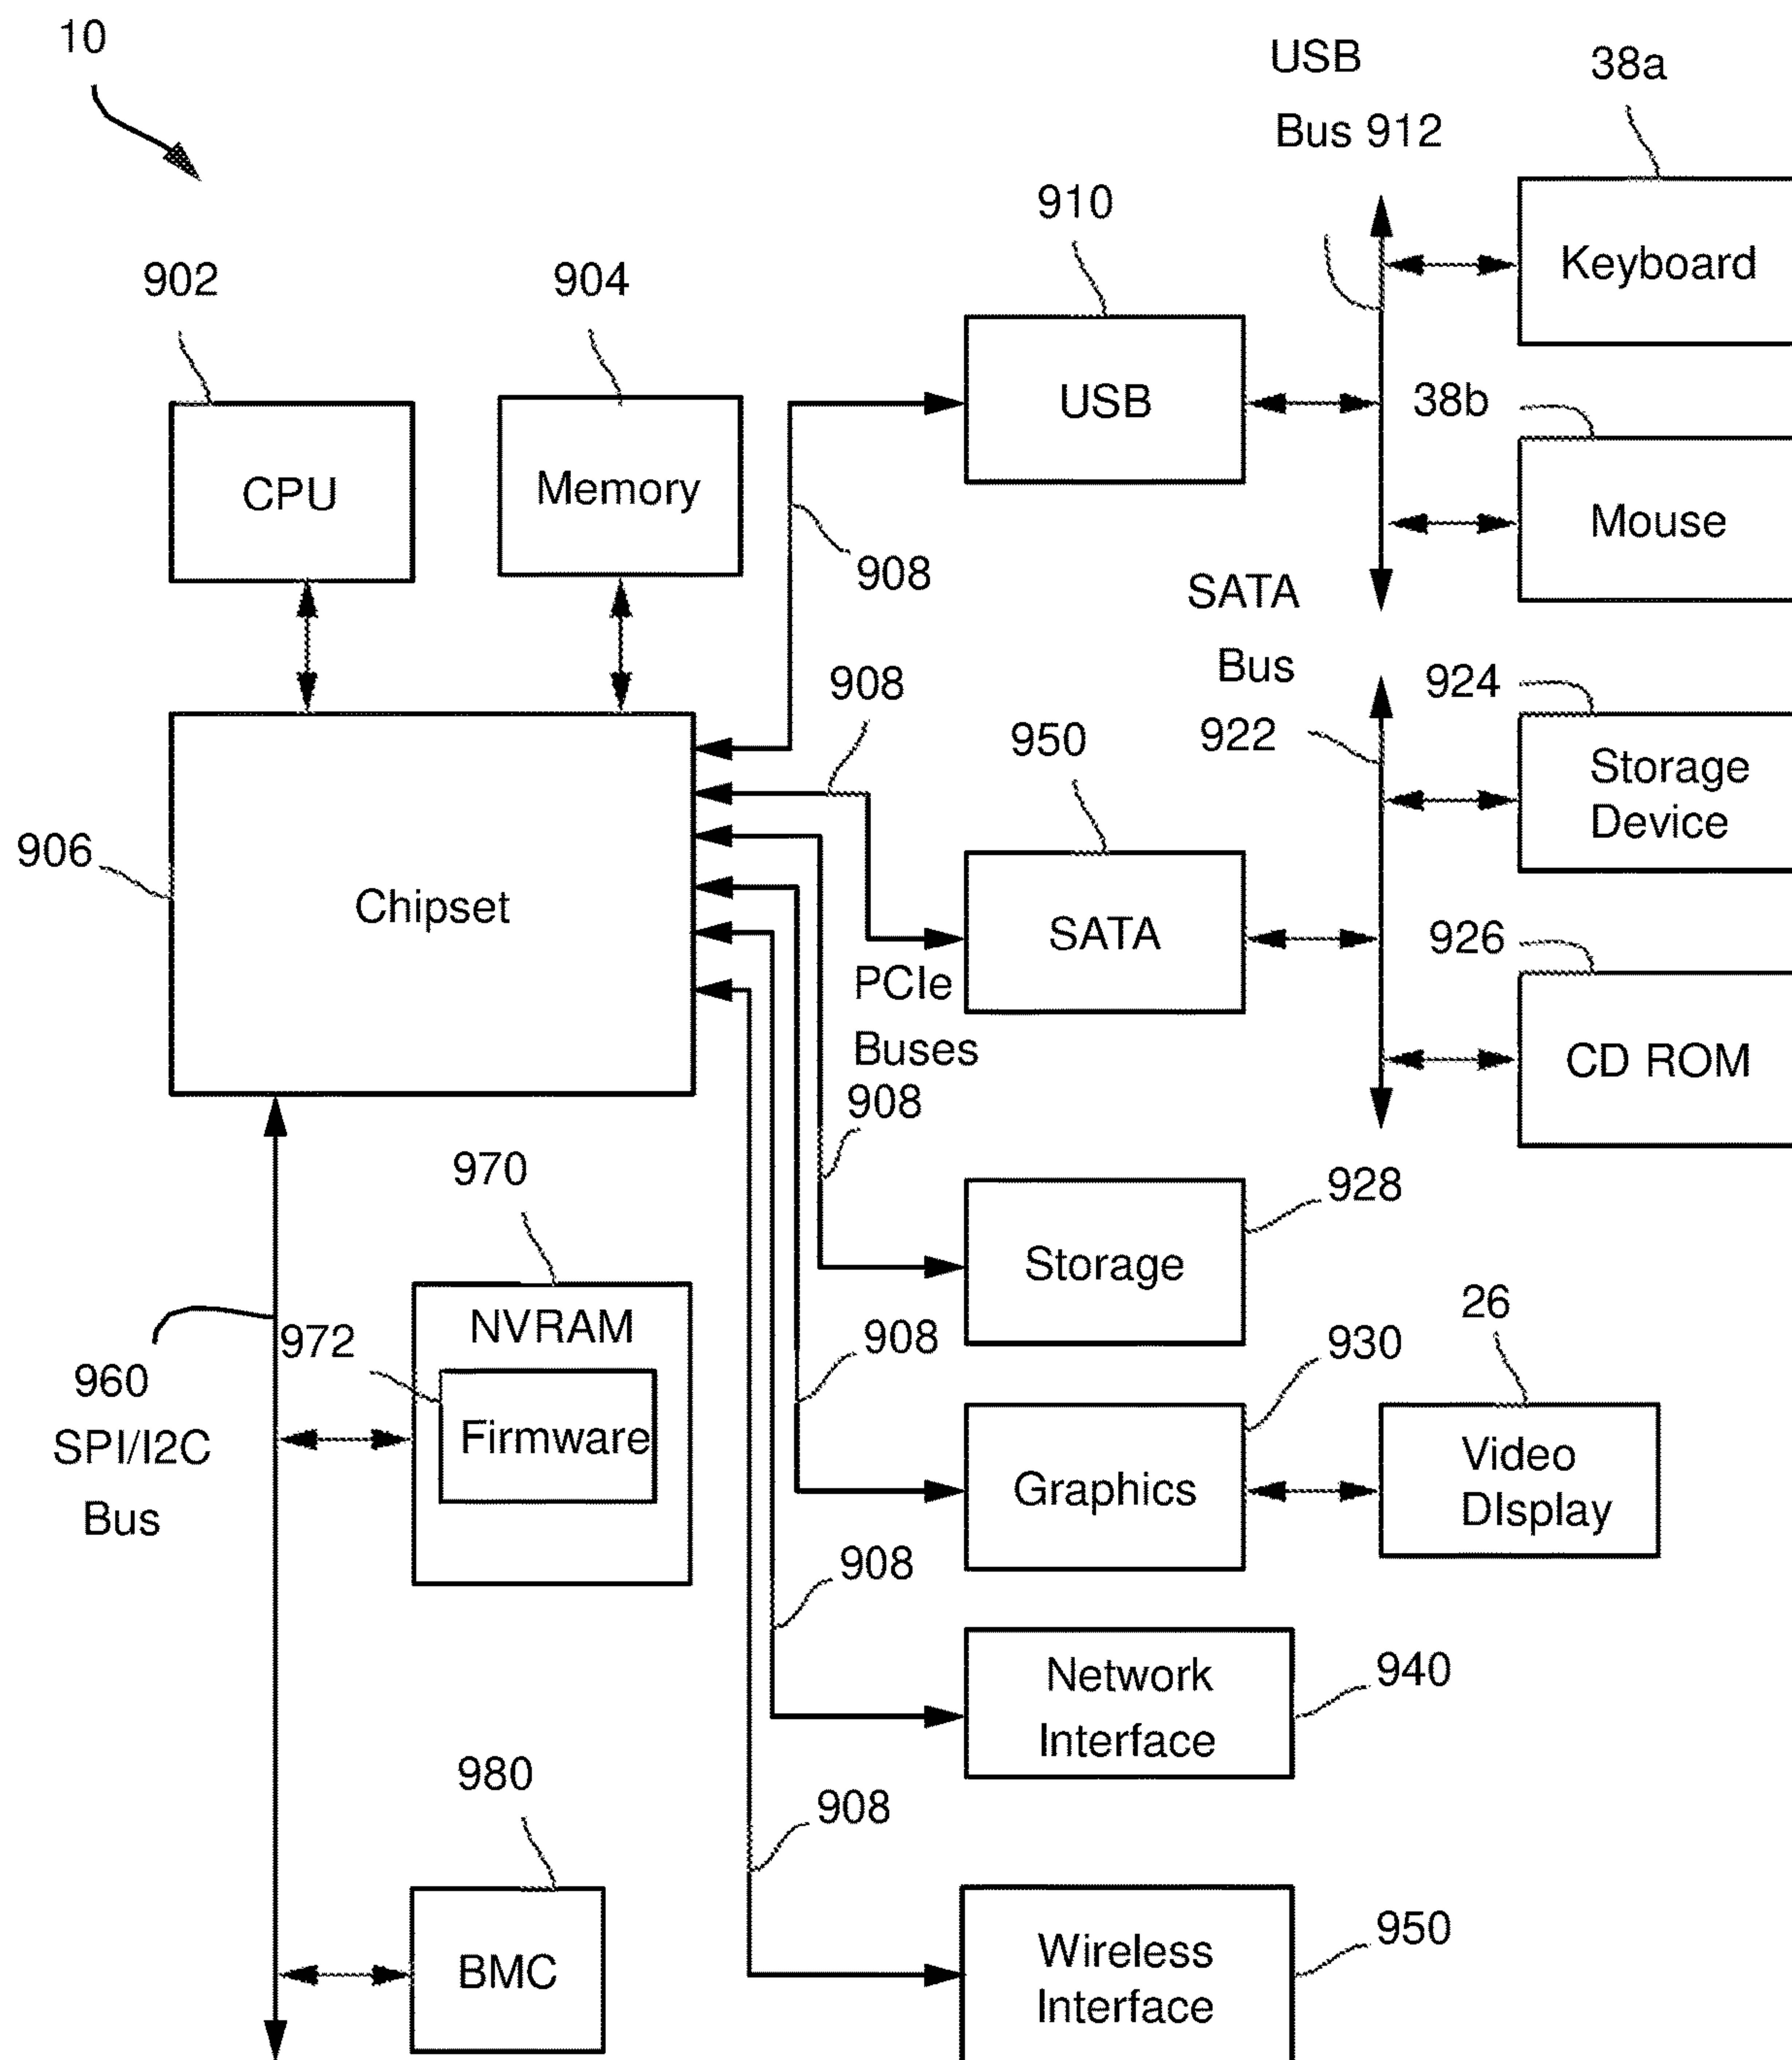 10
USB
Bus 912
38a
910
Keyboard
902
904
USB
38b
CPU
Memory
Mouse
908
SATA
Bus
922
908
950
924
Storage
Device
906
Chipset
SATA
926
PCIe
Buses
908
CD ROM
970
928
NVRAM
Storage
972
Firmware
960
SPI/I2C
Bus
908
930
26
Graphics
Video
DIsplay
908
Network
Interface
940
980
908
BMC
Wireless
Interface
950